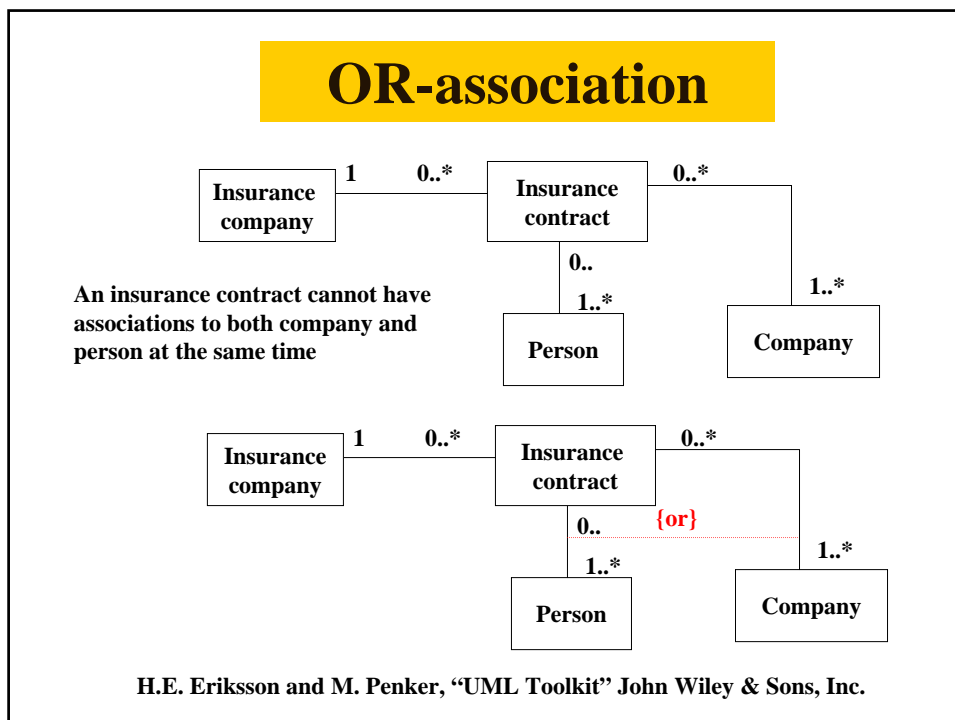 OR-association
1 0..* 0..*
Insurance
company
Insurance
contract
0..
1..*
1..*
An insurance contract cannot have
associations to both company and
person at the same time
Person
Company
1 0..* 0..*
Insurance
company
Insurance
contract
0..
{or}
1..*
1..*
Person
Company
H.E. Eriksson and M. Penker, “UML Toolkit” John Wiley & Sons, Inc.